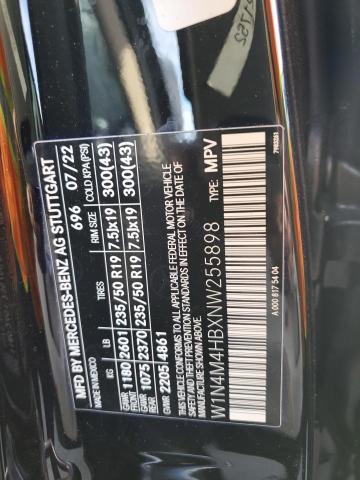 MFD BY MERCEDES-BENZ AG STUTTGART
MADE IN MEXICO 696 07/22
KG LB TIRES RIM SIZE COLD KPA(PSI)
GAWR FRONT 1180 2601 235/50 R19 7.5Jx19 300(43)
GAWR REAR 1075 2370 235/50 R19 7.5Jx19 300(43)
GVWR 2205 4861
THIS VEHICLE CONFORMS TO ALL APPLICABLE FEDERAL MOTOR VEHICLE
SAFETY AND THEFT PREVENTION STANDARDS IN EFFECT ON THE DATE OF
MANUFACTURE SHOWN ABOVE.
W1N4M4HBXNW255898 TYPE: MPV
A 000 817 54 04